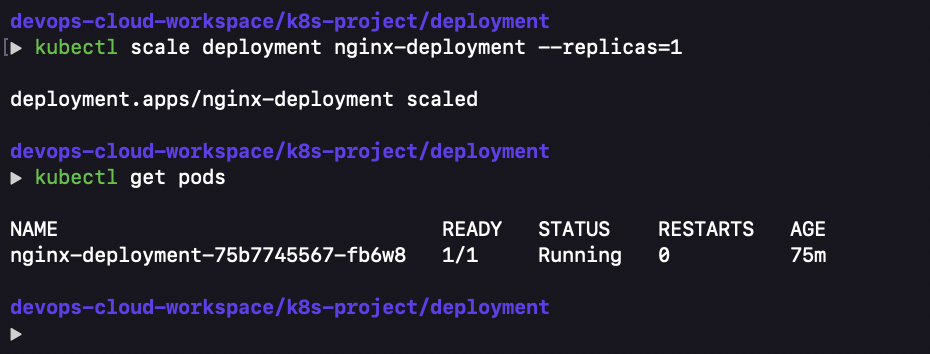 devops-cloud-workspace/k8s-project/deployment
[▶ kubectl scale deployment nginx-deployment --replicas=1
deployment.apps/nginx-deployment scaled
devops-cloud-workspace/k8s-project/deployment
▶ kubectl get pods
NAME READY STATUS RESTARTS AGE
nginx-deployment-75b7745567-fb6w8 1/1 Running 0 75m
devops-cloud-workspace/k8s-project/deployment
▶